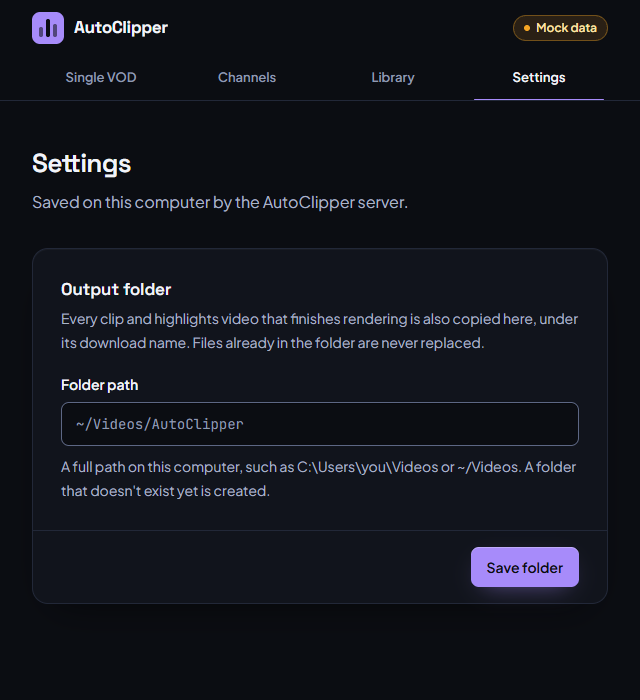 AutoClipper
Mock data
Single VOD
Channels
Library
Settings
Settings
Saved on this computer by the AutoClipper server.
Output folder
Every clip and highlights video that finishes rendering is also copied here, under
its download name. Files already in the folder are never replaced.
Folder path
~/Videos/AutoClipper
A full path on this computer, such as C:\Users\you\Videos or ~/Videos. A folder
that doesn't exist yet is created.
Save folder